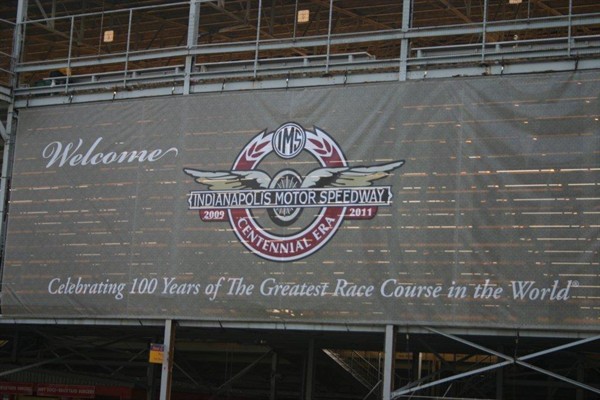 Welcome
IMS
INDIANAPOLIS MOTOR SPEEDWAY
2009 2011
CENTENNIAL ERA
Celebrating 100 Years of The Greatest Race Course in the World®